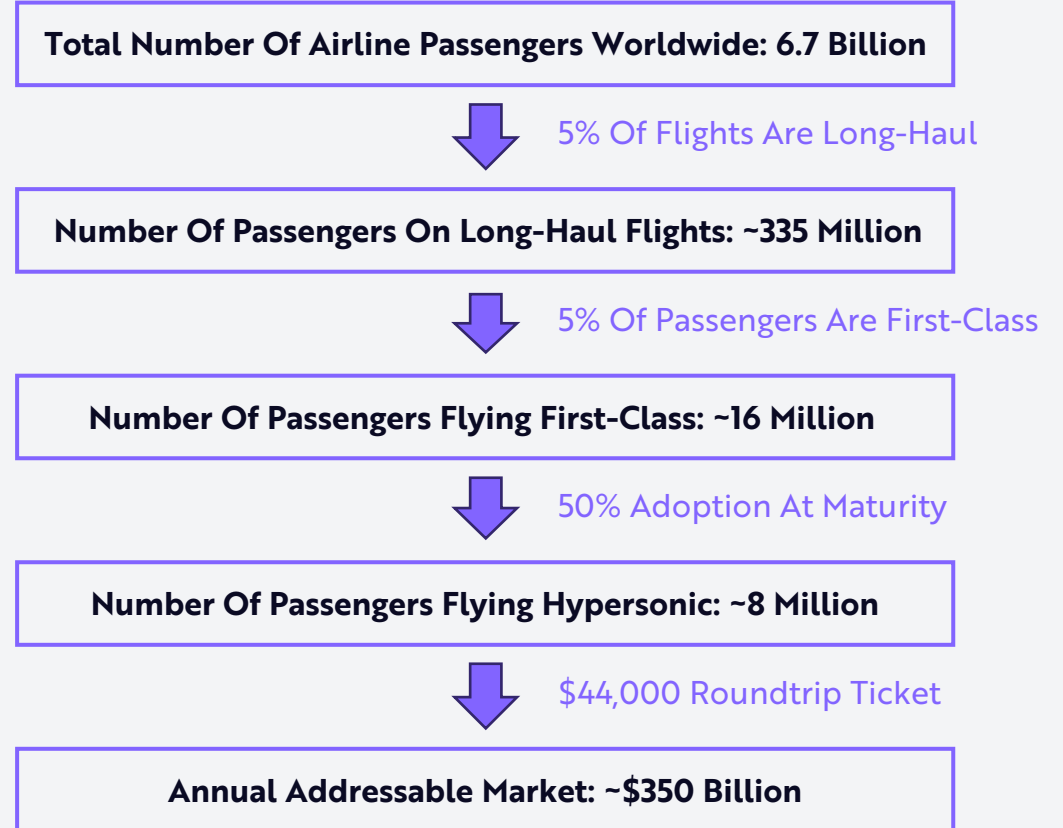 Total Number Of Airline Passengers Worldwide: 6.7 Billion
5% Of Flights Are Long-Haul
Number Of Passengers On Long-Haul Flights: ~335 Million
5% Of Passengers Are First-Class
Number Of Passengers Flying First-Class: ~16 Million
50% Adoption At Maturity
Number Of Passengers Flying Hypersonic: ~8 Million
$44,000 Roundtrip Ticket
Annual Addressable Market: ~$350 Billion